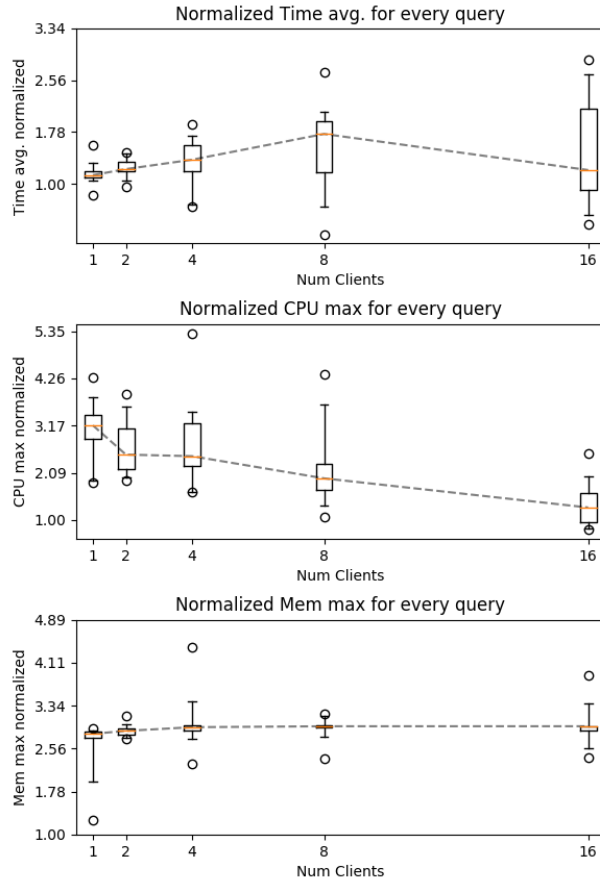 Normalized Time avg. for every query
Time avg. normalized
3.34
2.56
1.78
1.00
1 2 4 8 16
Num Clients
Normalized CPU max for every query
CPU max normalized
5.35
4.26
3.17
2.09
1.00
1 2 4 8 16
Num Clients
Normalized Mem max for every query
Mem max normalized
4.89
4.11
3.34
2.56
1.78
1.00
1 2 4 8 16
Num Clients